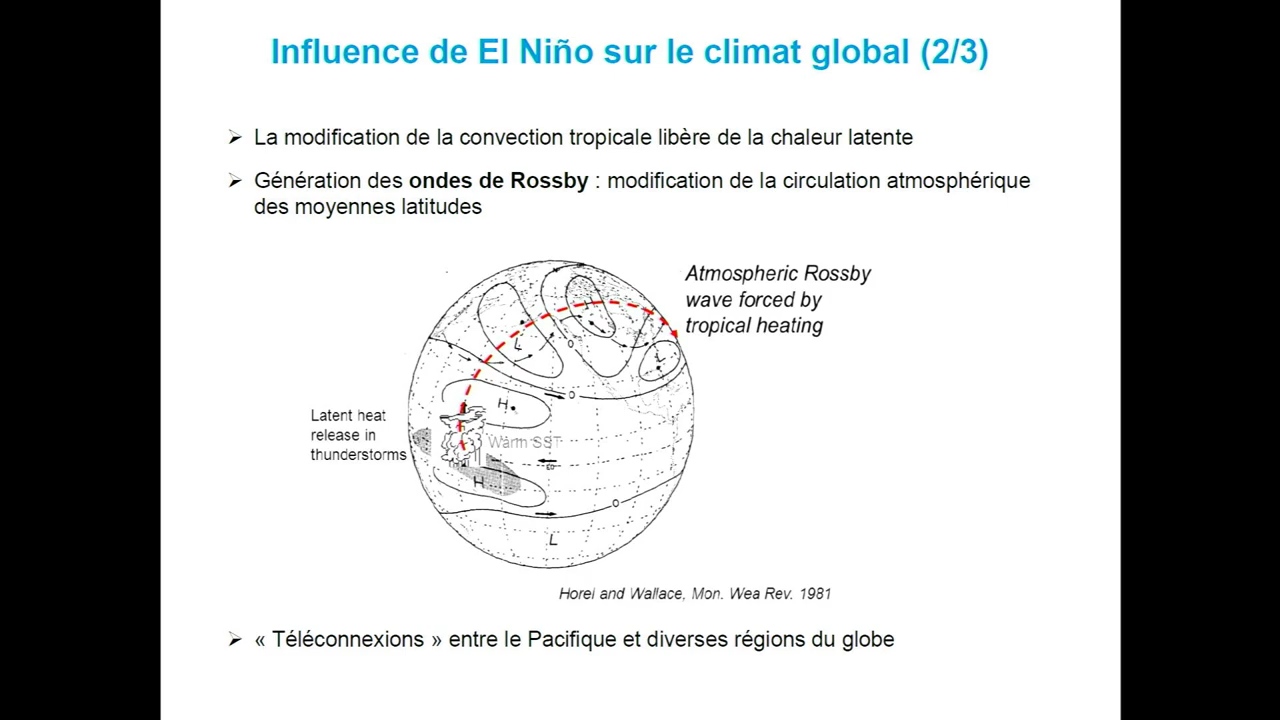 Influence de El Niño sur le climat global (2/3)
La modification de la convection tropicale libère de la chaleur latente
Génération des ondes de Rossby : modification de la circulation atmosphérique
des moyennes latitudes
Atmospheric Rossby
wave forced by
tropical heating
H
L
O
L
O
H
Latent heat
release in
thunderstorms
Warm SST
EQ
H
O
L
Horel and Wallace, Mon. Wea Rev. 1981
« Téléconnexions » entre le Pacifique et diverses régions du globe